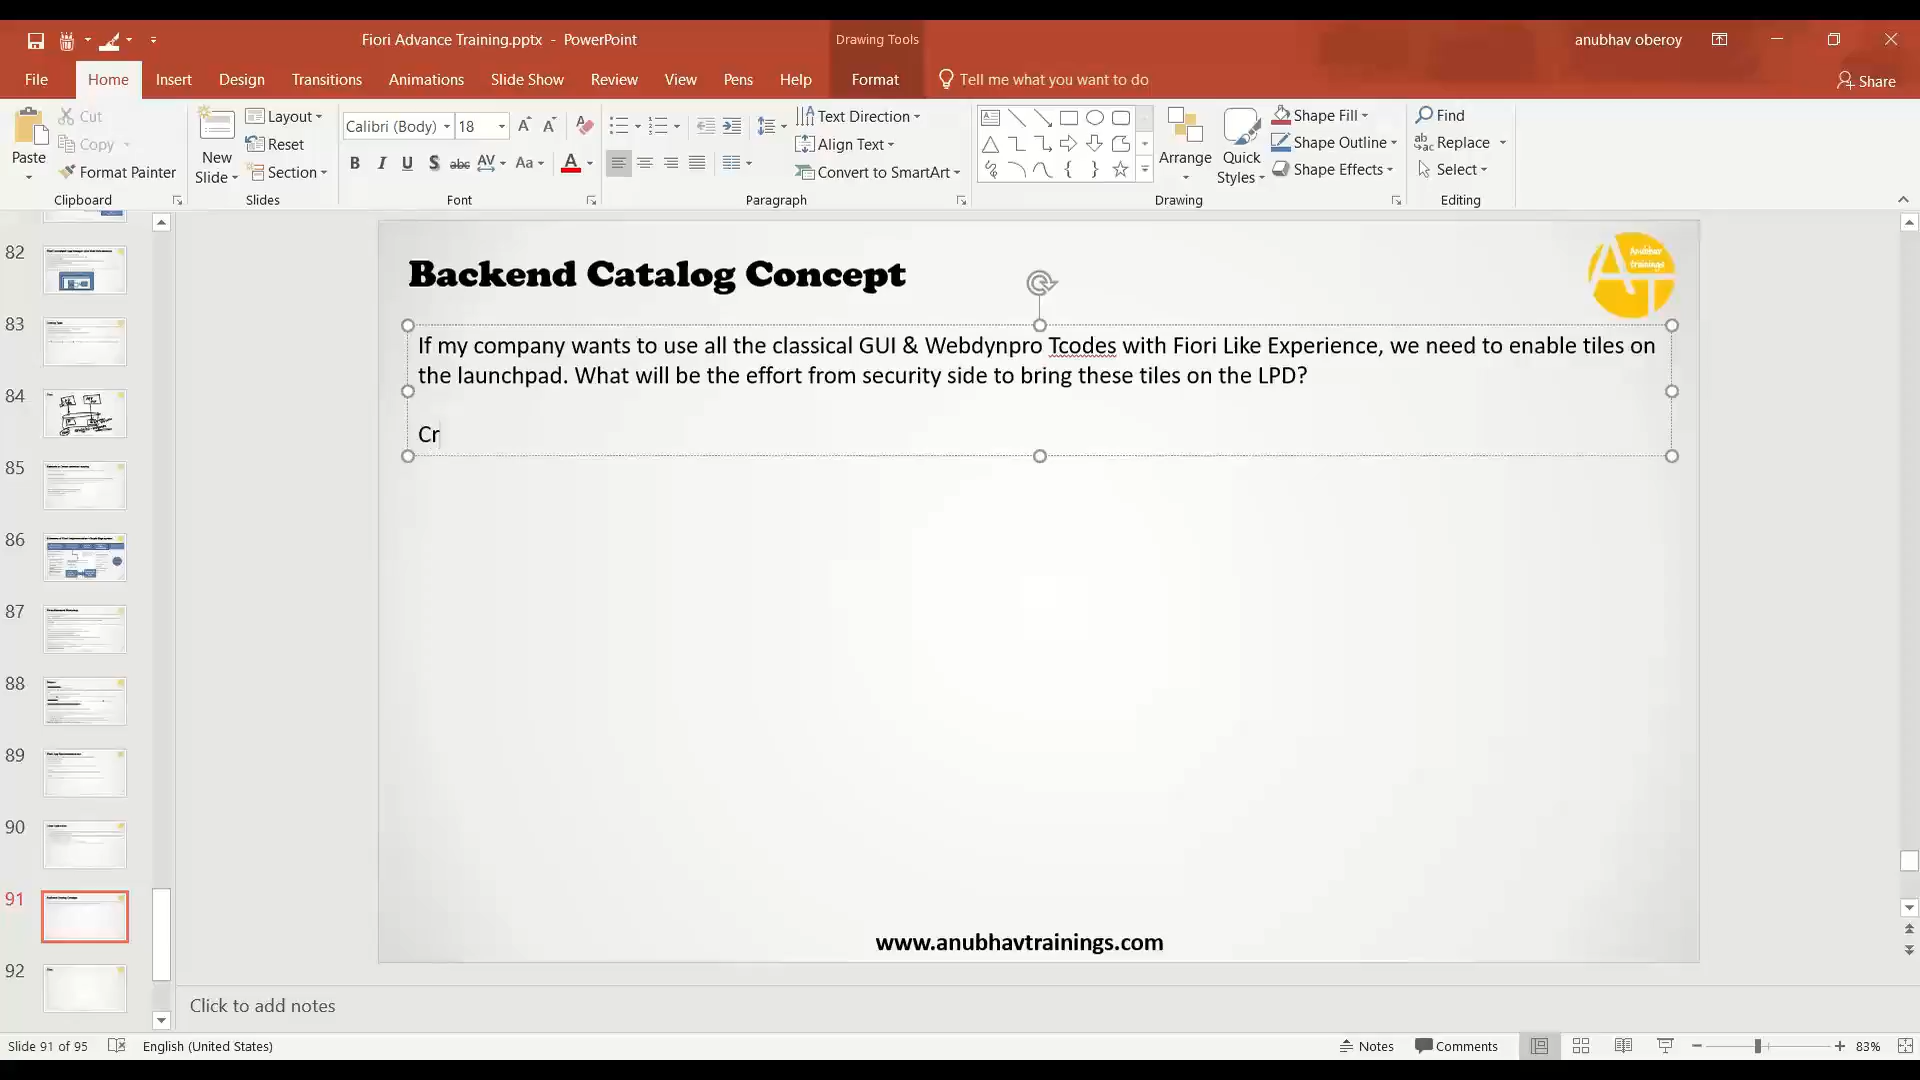 Fiori Advance Training.pptx - PowerPoint
Drawing Tools
anubhav oberoy
File
Home
Insert
Design
Transitions
Animations
Slide Show
Review
View
Pens
Help
Format
Tell me what you want to do
Share
Paste
Cut
Copy
Format Painter
Clipboard
New Slide
Layout
Reset
Section
Slides
Calibri (Body)
18
Font
Text Direction
Align Text
Convert to SmartArt
Paragraph
Arrange
Quick Styles
Shape Fill
Shape Outline
Shape Effects
Drawing
Find
Replace
Select
Editing
82
83
84
85
86
87
88
89
90
91
92
Backend Catalog Concept
Anubhav
trainings
If my company wants to use all the classical GUI & Webdynpro Tcodes with Fiori Like Experience, we need to enable tiles on
the launchpad. What will be the effort from security side to bring these tiles on the LPD?
Cr
www.anubhavtrainings.com
Click to add notes
Slide 91 of 95
English (United States)
Notes
Comments
83%